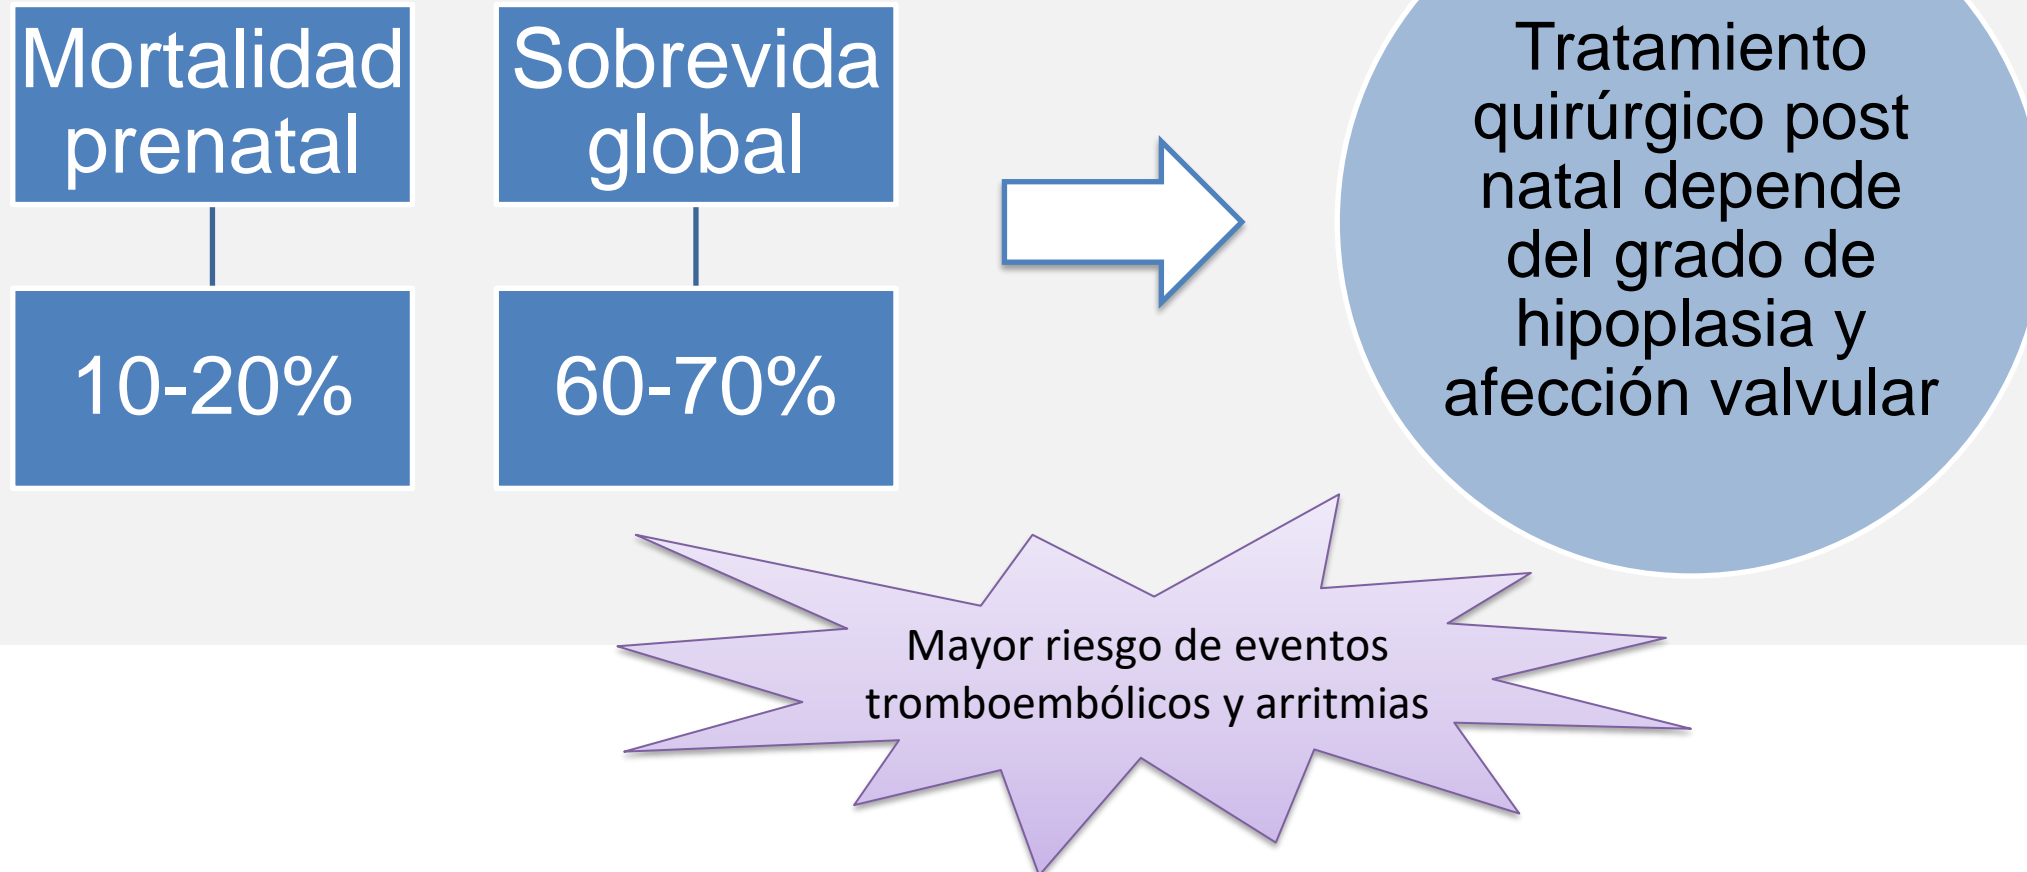 Mortalidad
prenatal
10-20%
Sobrevida
global
60-70%
Tratamiento
quirúrgico post
natal depende
del grado de
hipoplasia y
afección valvular
Mayor riesgo de eventos
tromboembólicos y arritmias